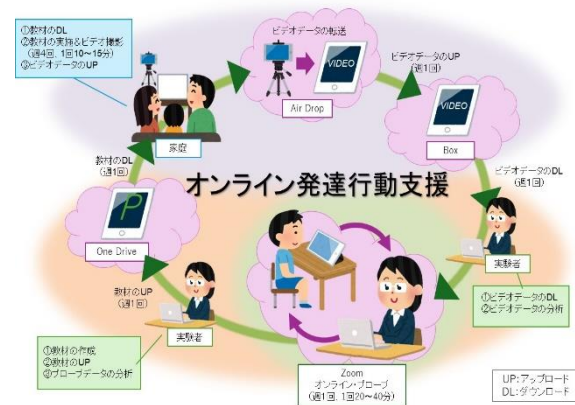 ①教材のDL
②教材の実施&ビデオ撮影
(週4回、1回10~15分)
③ビデオデータのUP
ビデオデータの転送
VIDEO
Air Drop
ビデオデータのUP
(週1回)
VIDEO
Box
家庭
教材のDL
(週1回)
オンライン発達行動支援
ビデオデータのDL
(週1回)
P
One Drive
実験者
①ビデオデータのDL
②ビデオデータの分析
教材のUP
(週1回)
実験者
①教材の作成
②教材のUP
③プローブデータの分析
Zoom
オンライン・プローブ
(週1回、1回20~40分)
UP:アップロード
DL:ダウンロード